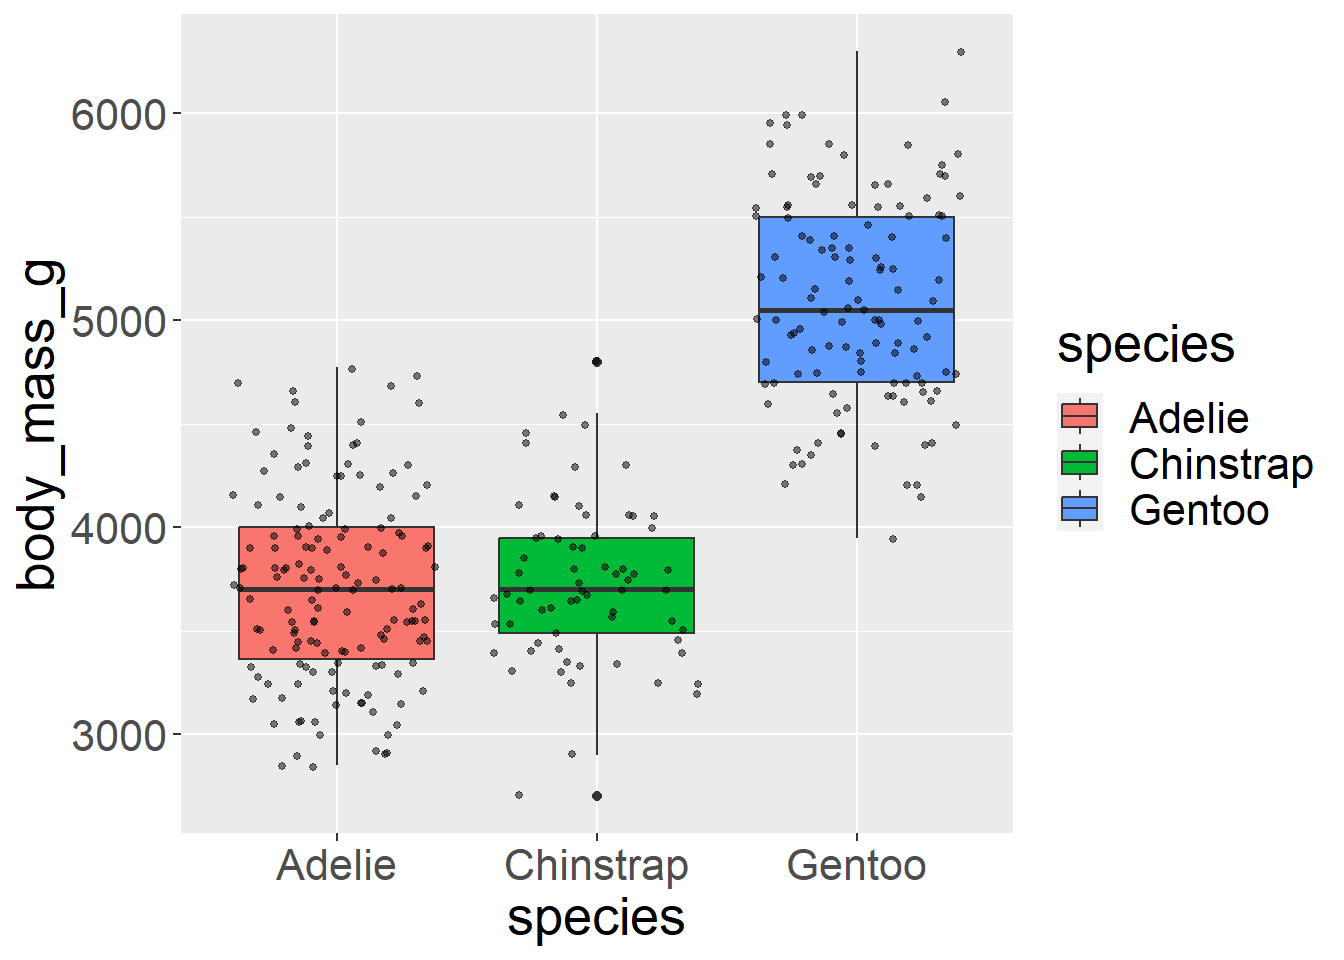 body_mass_g
6000
5000
4000
3000
Adelie
Chinstrap
Gentoo
species
species
Adelie
Chinstrap
Gentoo